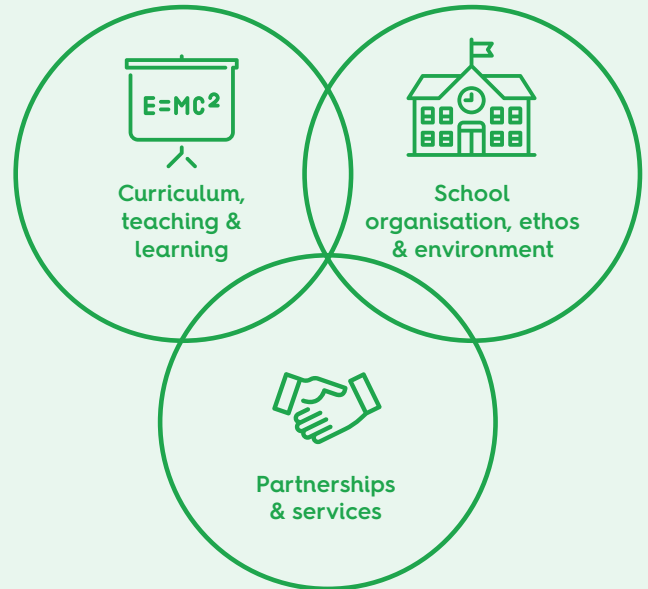 E=MC²
Curriculum,
teaching &
learning
School
organisation, ethos
& environment
Partnerships
& services